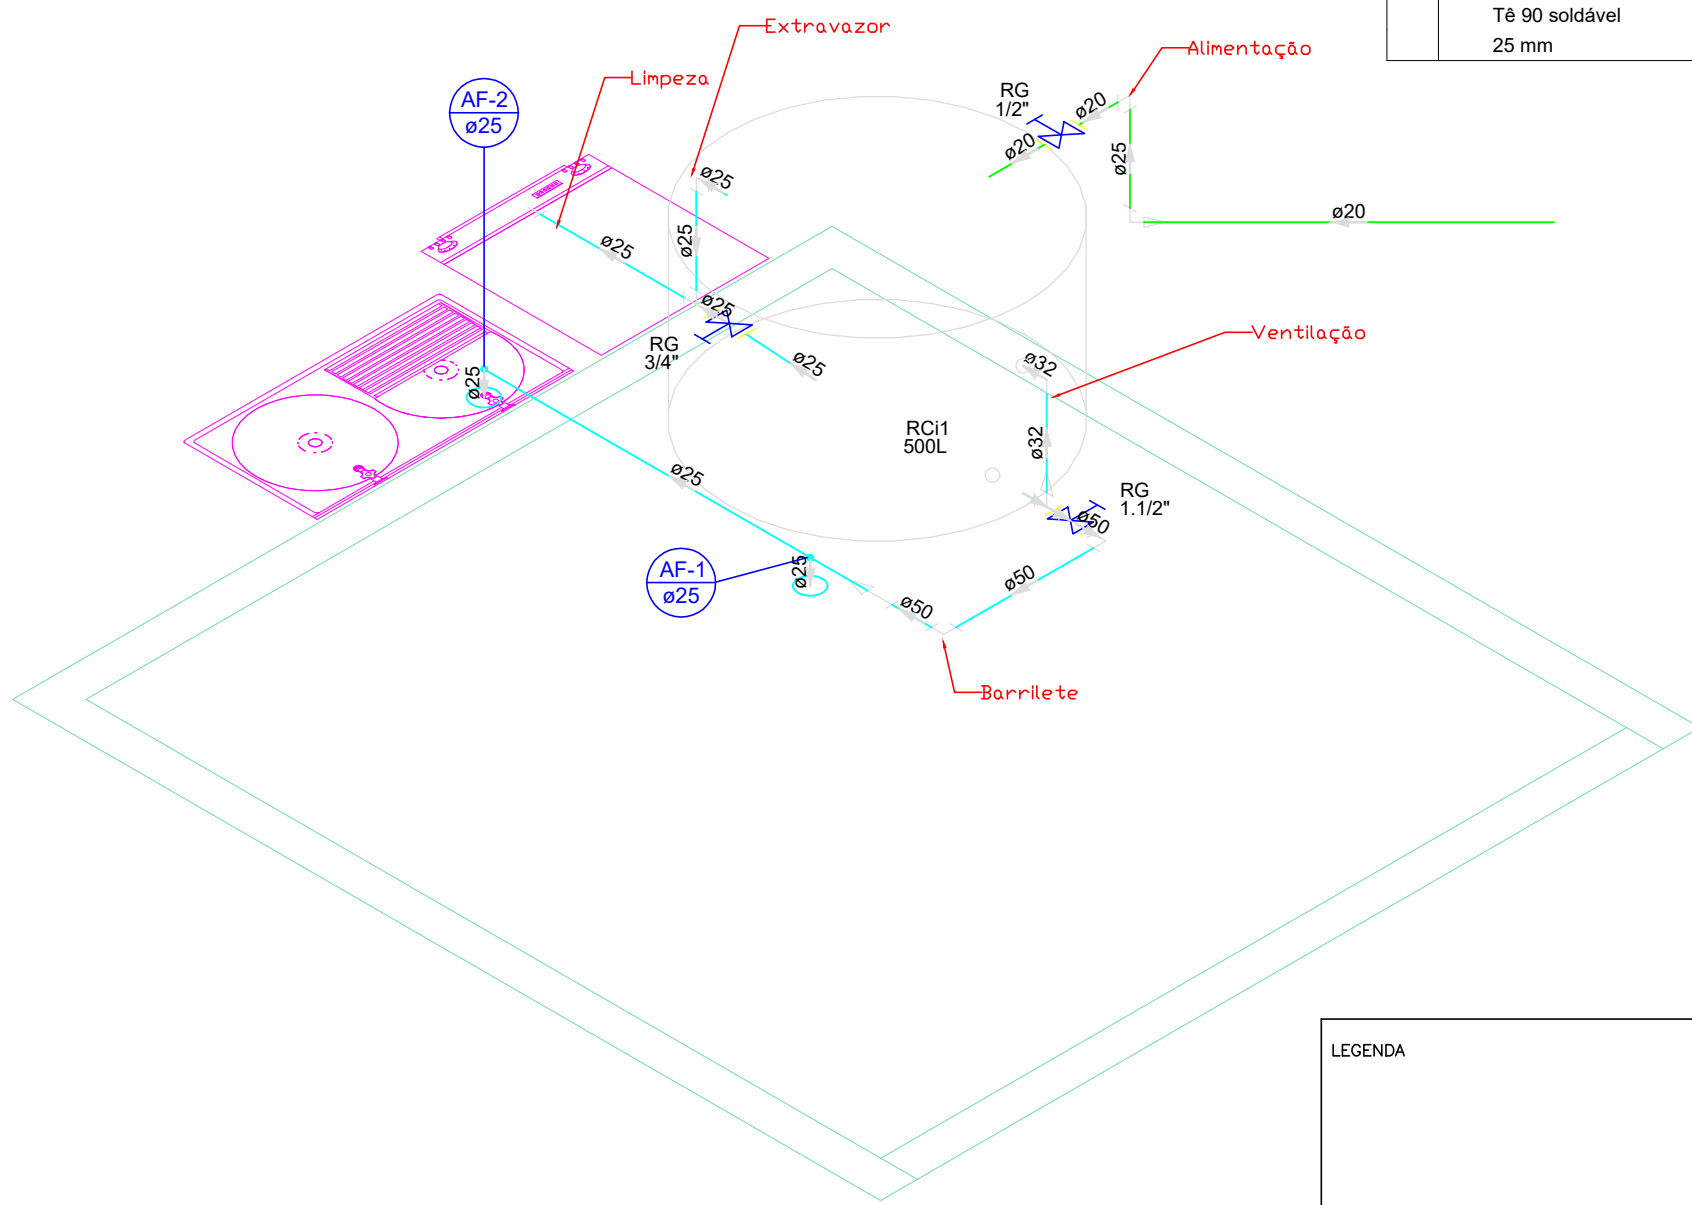 Tê 90 soldável
25 mm
Extravazor
Alimentação
Limpeza
AF-2
ø25
RG
1/2"
ø20
ø20
ø25
ø20
ø25
ø25
ø25
ø25
RG
3/4"
ø25
Ventilação
ø32
ø25
RCi1
500L
ø32
ø25
RG
1.1/2"
ø50
AF-1
ø25
ø25
ø50
ø50
Barrilete
LEGENDA